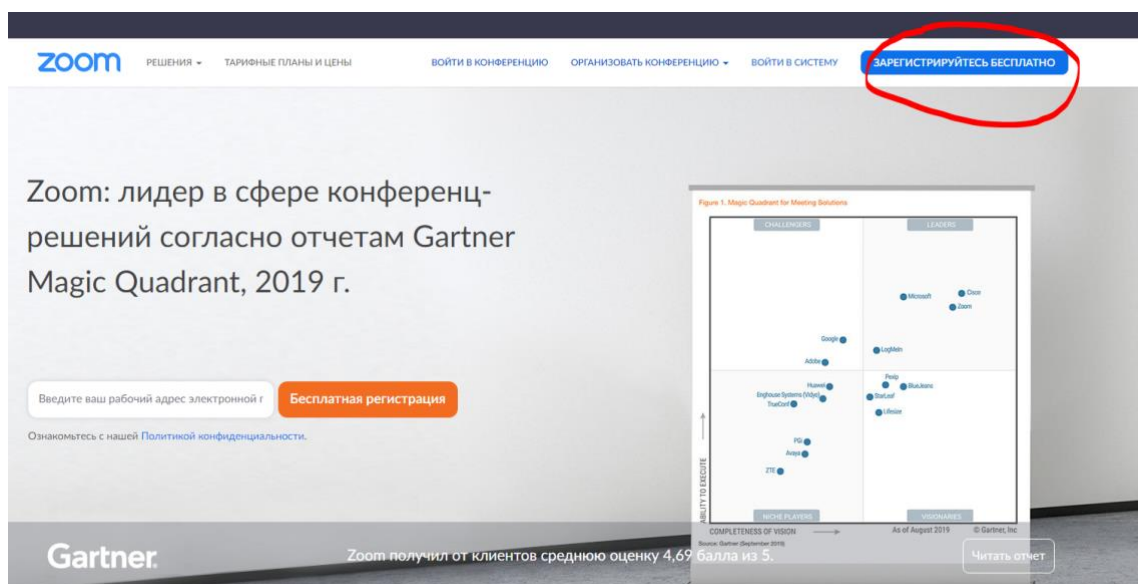 zoom
РЕШЕНИЯ
ТАРИФНЫЕ ПЛАНЫ И ЦЕНЫ
ВОЙТИ В КОНФЕРЕНЦИЮ
ОРГАНИЗОВАТЬ КОНФЕРЕНЦИЮ
ВОЙТИ В СИСТЕМУ
ЗАРЕГИСТРИРУЙТЕСЬ БЕСПЛАТНО
Zoom: лидер в сфере конференц-
решений согласно отчетам Gartner
Magic Quadrant, 2019 г.
Введите ваш рабочий адрес электронной г
Бесплатная регистрация
Ознакомьтесь с нашей Политикой конфиденциальности.
Figure 1. Magic Quadrant for Meeting Solutions
CHALLENGERS
LEADERS
Microsoft
Cisco
Zoom
Google
LogMeIn
Adobe
Pexip
Huawei
BlueJeans
Enghouse Systems (Vidyo)
StarLeaf
TrueConf
Lifesize
PGi
Avaya
ZTE
ABILITY TO EXECUTE
NICHE PLAYERS
VISIONARIES
COMPLETENESS OF VISION
As of August 2019
© Gartner, Inc
Source: Gartner (September 2019)
Gartner.
Zoom получил от клиентов среднюю оценку 4,69 балла из 5.
Читать отчет